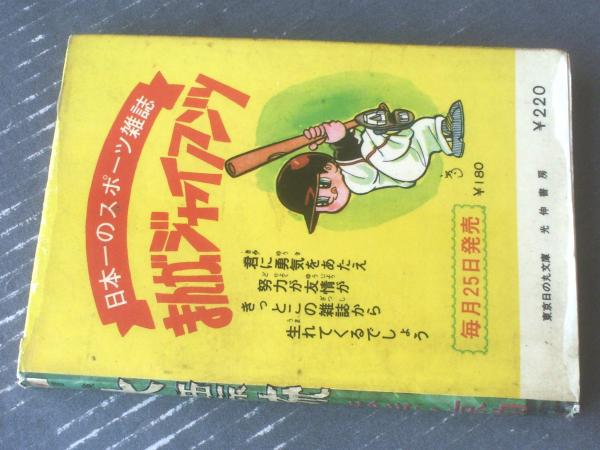 日本一のスポーツ雑誌
まんがジャイアンツ
君に勇気をあたえ
努力が友情が
きっとこの雑誌から
生れてくるでしょう
毎月25日発売
¥180
¥220
東京日の丸文庫 光伸書房